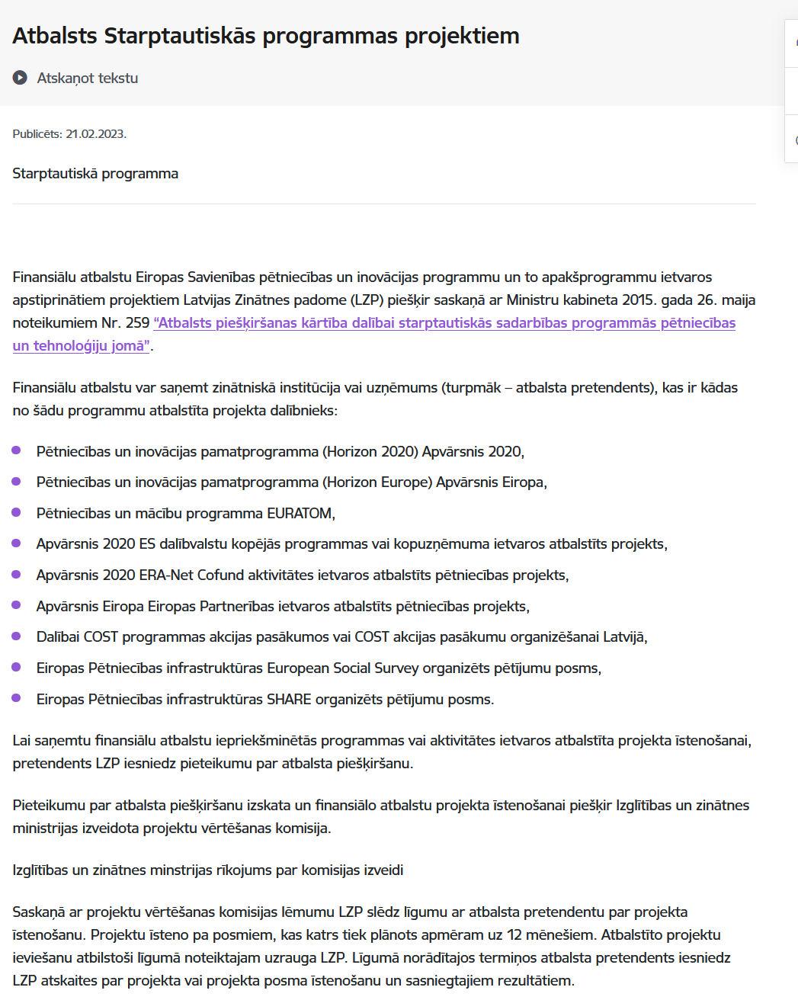 Atbalsts Starptautiskās programmas projektiem
Atskaņot tekstu
Publicēts: 21.02.2023.
Starptautiskā programma
Finansiālu atbalstu Eiropas Savienības pētniecības un inovācijas programmu un to apakšprogrammu ietvaros
apstiprinātiem projektiem Latvijas Zinātnes padome (LZP) piešķir saskaņā ar Ministru kabineta 2015. gada 26. maija
noteikumiem Nr. 259 “Atbalsts piešķiršanas kārtība dalībai starptautiskās sadarbības programmās pētniecības
un tehnoloģiju jomā”.
Finansiālu atbalstu var saņemt zinātniskā institūcija vai uzņēmums (turpmāk – atbalsta pretendents), kas ir kādas
no šādu programmu atbalstīta projekta dalībnieks:
Pētniecības un inovācijas pamatprogramma (Horizon 2020) Apvārsnis 2020,
Pētniecības un inovācijas pamatprogramma (Horizon Europe) Apvārsnis Eiropa,
Pētniecības un mācību programma EURATOM,
Apvārsnis 2020 ES dalībvalstu kopējās programmas vai kopuzņēmuma ietvaros atbalstīts projekts,
Apvārsnis 2020 ERA-Net Cofund aktivitātes ietvaros atbalstīts pētniecības projekts,
Apvārsnis Eiropa Eiropas Partnerības ietvaros atbalstīts pētniecības projekts,
Dalībai COST programmas akcijas pasākumos vai COST akcijas pasākumu organizēšanai Latvijā,
Eiropas Pētniecības infrastruktūras European Social Survey organizēts pētījumu posms,
Eiropas Pētniecības infrastruktūras SHARE organizēts pētījumu posms.
Lai saņemtu finansiālu atbalstu iepriekšminētās programmas vai aktivitātes ietvaros atbalstīta projekta īstenošanai,
pretendents LZP iesniedz pieteikumu par atbalsta piešķiršanu.
Pieteikumu par atbalsta piešķiršanu izskata un finansiālo atbalstu projekta īstenošanai piešķir Izglītības un zinātnes
ministrijas izveidota projektu vērtēšanas komisija.
Izglītības un zinātnes minstrijas rīkojums par komisijas izveidi
Saskaņā ar projektu vērtēšanas komisijas lēmumu LZP slēdz līgumu ar atbalsta pretendentu par projekta
īstenošanu. Projektu īsteno pa posmiem, kas katrs tiek plānots apmēram uz 12 mēnešiem. Atbalstīto projektu
ieviešanu atbilstoši līgumā noteiktajam uzrauga LZP. Līgumā norādītajos termiņos atbalsta pretendents iesniedz
LZP atskaites par projekta vai projekta posma īstenošanu un sasniegtajiem rezultātiem.